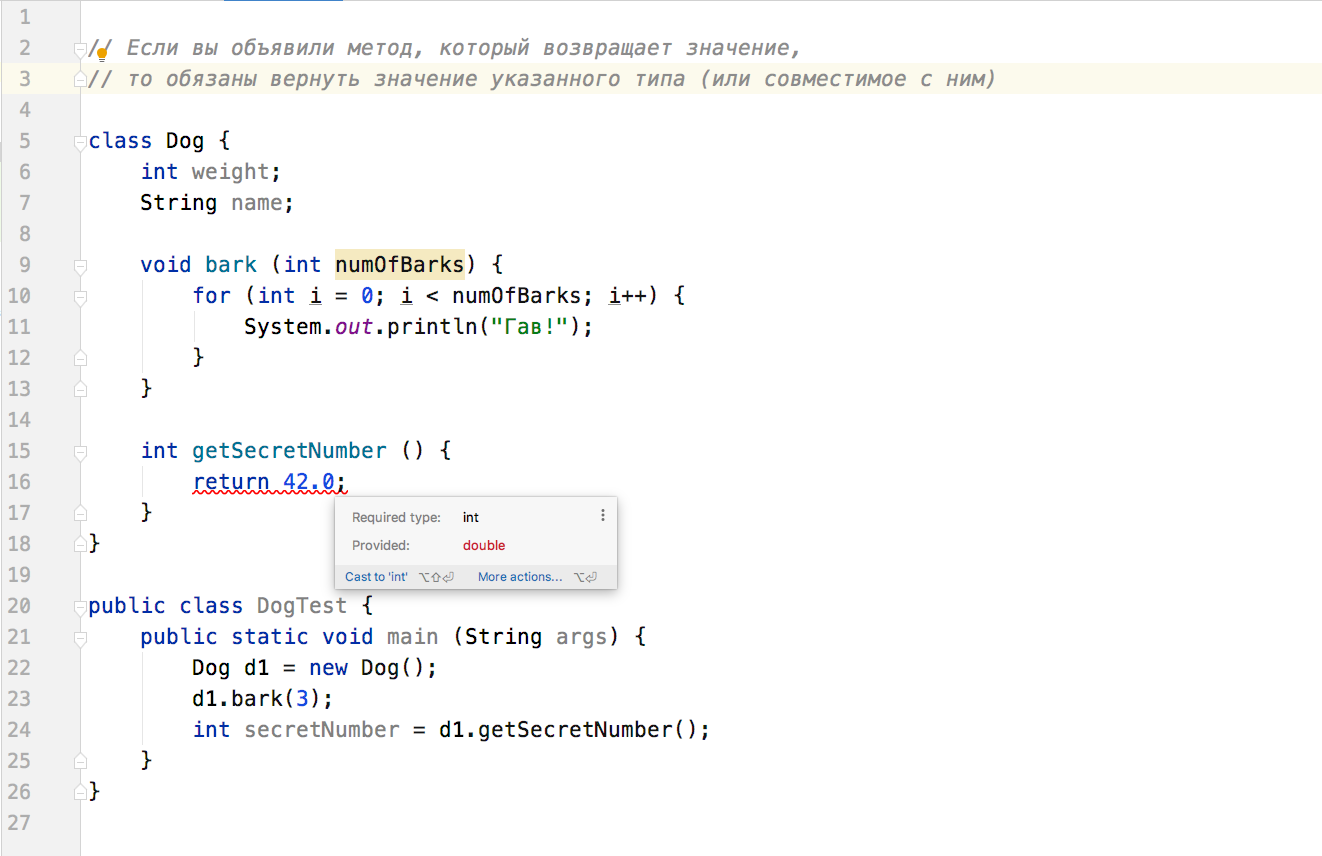 1
2 // Если вы объявили метод, который возвращает значение,
3 // то обязаны вернуть значение указанного типа (или совместимое с ним)
4
5 class Dog {
6 int weight;
7 String name;
8
9 void bark (int numOfBarks) {
10 for (int i = 0; i < numOfBarks; i++) {
11 System.out.println("Гав!");
12 }
13 }
14
15 int getSecretNumber () {
16 return 42.0;
17 }
Required type: int
Provided: double
Cast to 'int' ⌥⇧⏎ More actions... ⌥⏎
18 }
19
20 public class DogTest {
21 public static void main (String args) {
22 Dog d1 = new Dog();
23 d1.bark(3);
24 int secretNumber = d1.getSecretNumber();
25 }
26 }
27